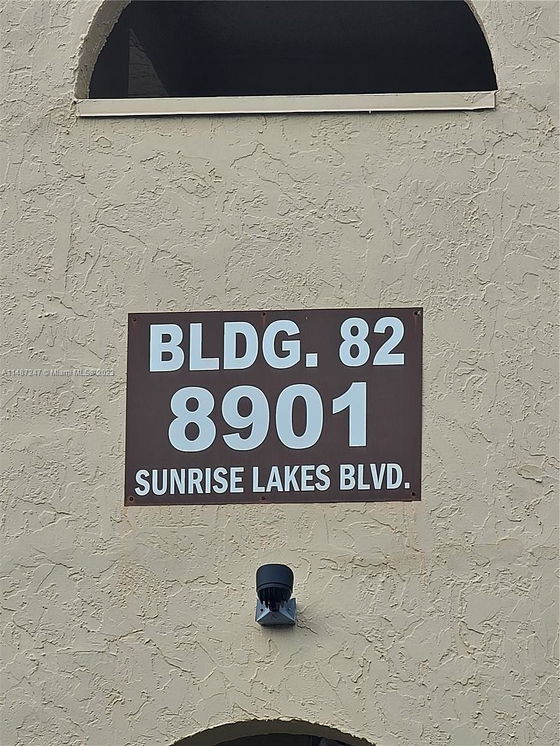 BLDG. 82
8901
SUNRISE LAKES BLVD.